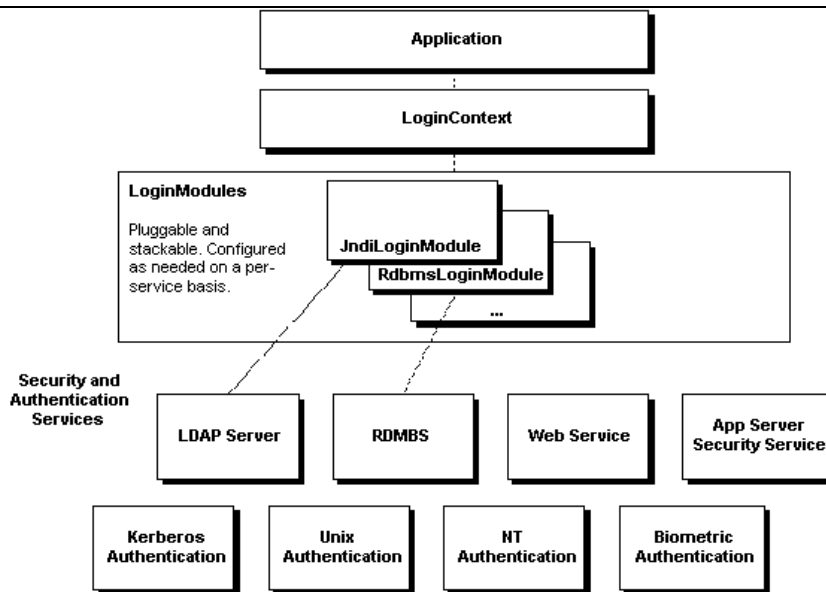 Application
LoginContext
LoginModules
Pluggable and
stackable. Configured
as needed on a per-
service basis.
JndiLoginModule
RdbmsLoginModule
...
Security and
Authentication
Services
LDAP Server
RDMBS
Web Service
App Server
Security Service
Kerberos
Authentication
Unix
Authentication
NT
Authentication
Biometric
Authentication